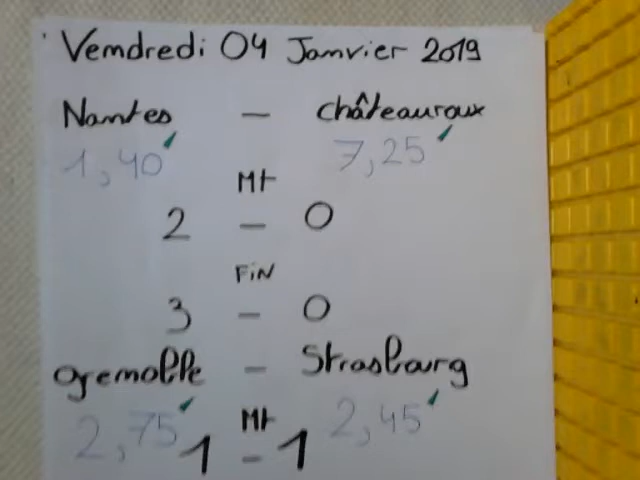 Vendredi 04 Janvier 2019
Nantes - Châteauroux
1,40 7,25
Mt
2 - 0
FiN
3 - 0
grenoble - Strasbourg
2,75 2,45
Mt
1 - 1